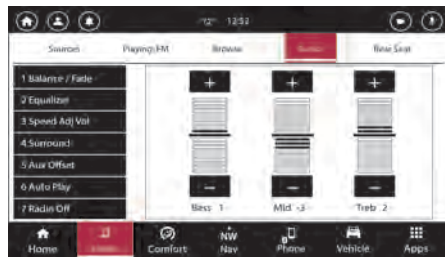 12° 12:52
Sources Playing: FM Browse Audio Rear Seat
1 Balance / Fade
2 Equalizer
3 Speed Adj Vol
4 Surround
5 Aux Offset
6 Auto Play
7 Radio Off
+ + +
- - -
Bass 1 Mid -3 Treb 2
NW
Home Comfort Nav Phone Vehicle Apps